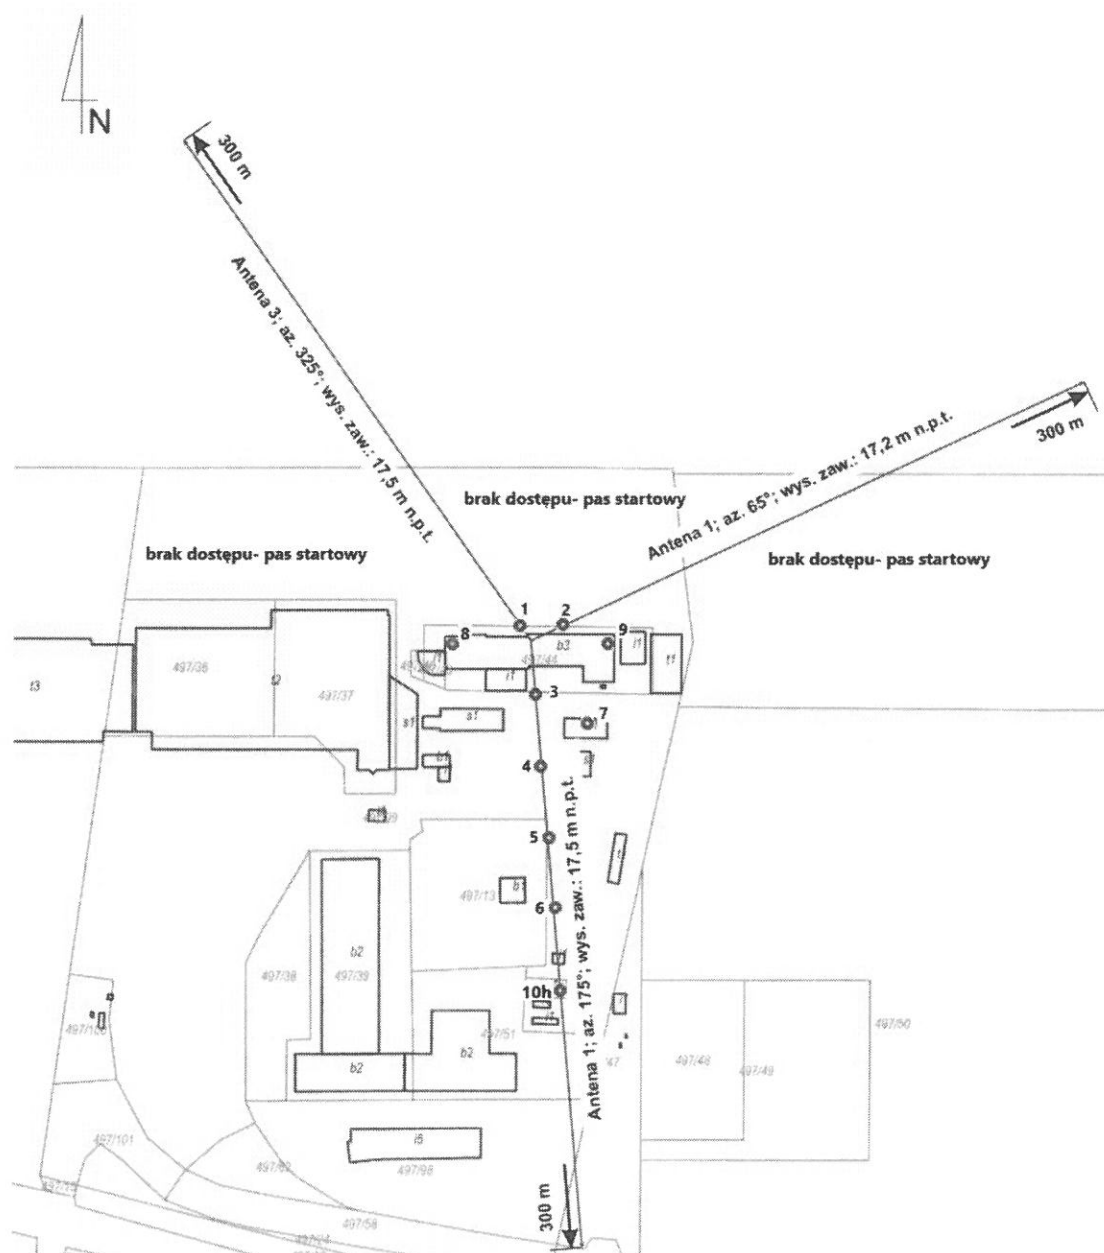 N
300 m
Antena 3; az. 325°; wys. zaw.: 17,5 m n.p.t.
300 m
Antena 1; az. 65°; wys. zaw.: 17,2 m n.p.t.
brak dostępu- pas startowy
brak dostępu- pas startowy
brak dostępu- pas startowy
1
2
8
9
b3
i1
497/44
i1
t1
497/36
t2
497/37
t3
3
s1
s1
7
4
5
t
b1
497/13
6
Antena 1; az. 175°; wys. zaw.: 17,5 m n.p.t.
b2
497/38
497/39
10h
497/51
497/50
b2
b2
497/48
497/49
497/101
i5
497/98
497/58
300 m